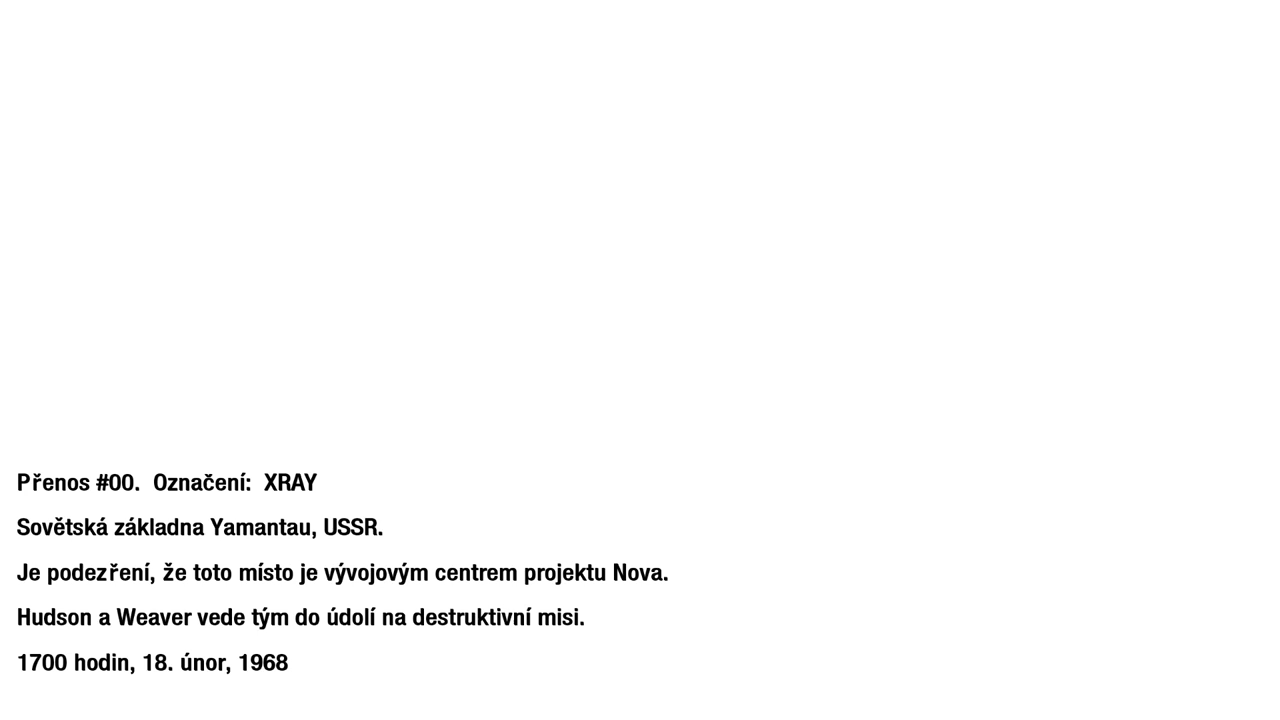 Přenos #00.  Označení:  XRAY
Sovětská základna Yamantau, USSR.
Je podezření, že toto místo je vývojovým centrem projektu Nova.
Hudson a Weaver vede tým do údolí na destruktivní misi.
1700 hodin, 18. únor, 1968